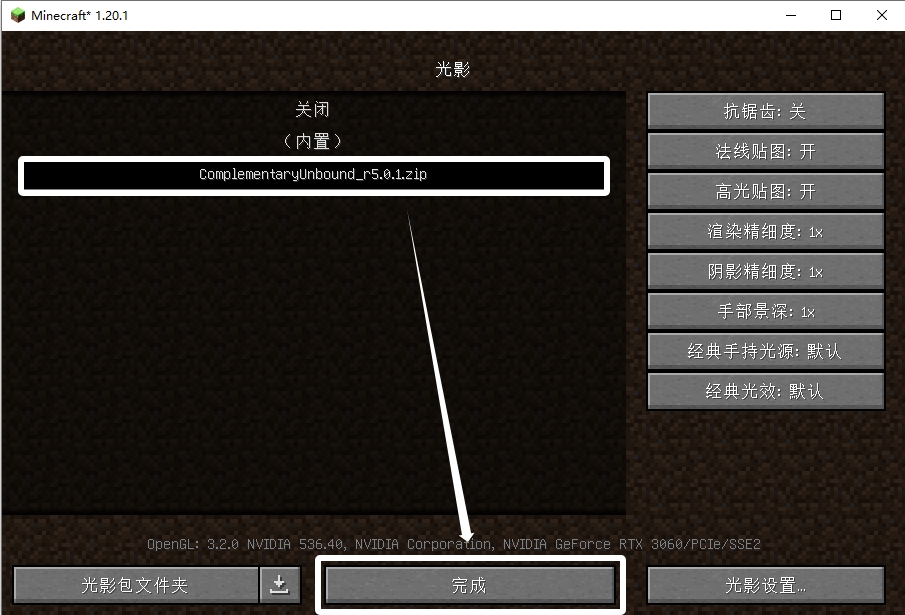 Minecraft* 1.20.1
光影
关闭
（内置）
ComplementaryUnbound_r5.0.1.zip
抗锯齿: 关
法线贴图: 开
高光贴图: 开
渲染精细度: 1x
阴影精细度: 1x
手部景深: 1x
经典手持光源: 默认
经典光效: 默认
OpenGL: 3.2.0 NVIDIA 536.40, NVIDIA Corporation, NVIDIA GeForce RTX 3060/PCIe/SSE2
光影包文件夹
完成
光影设置...